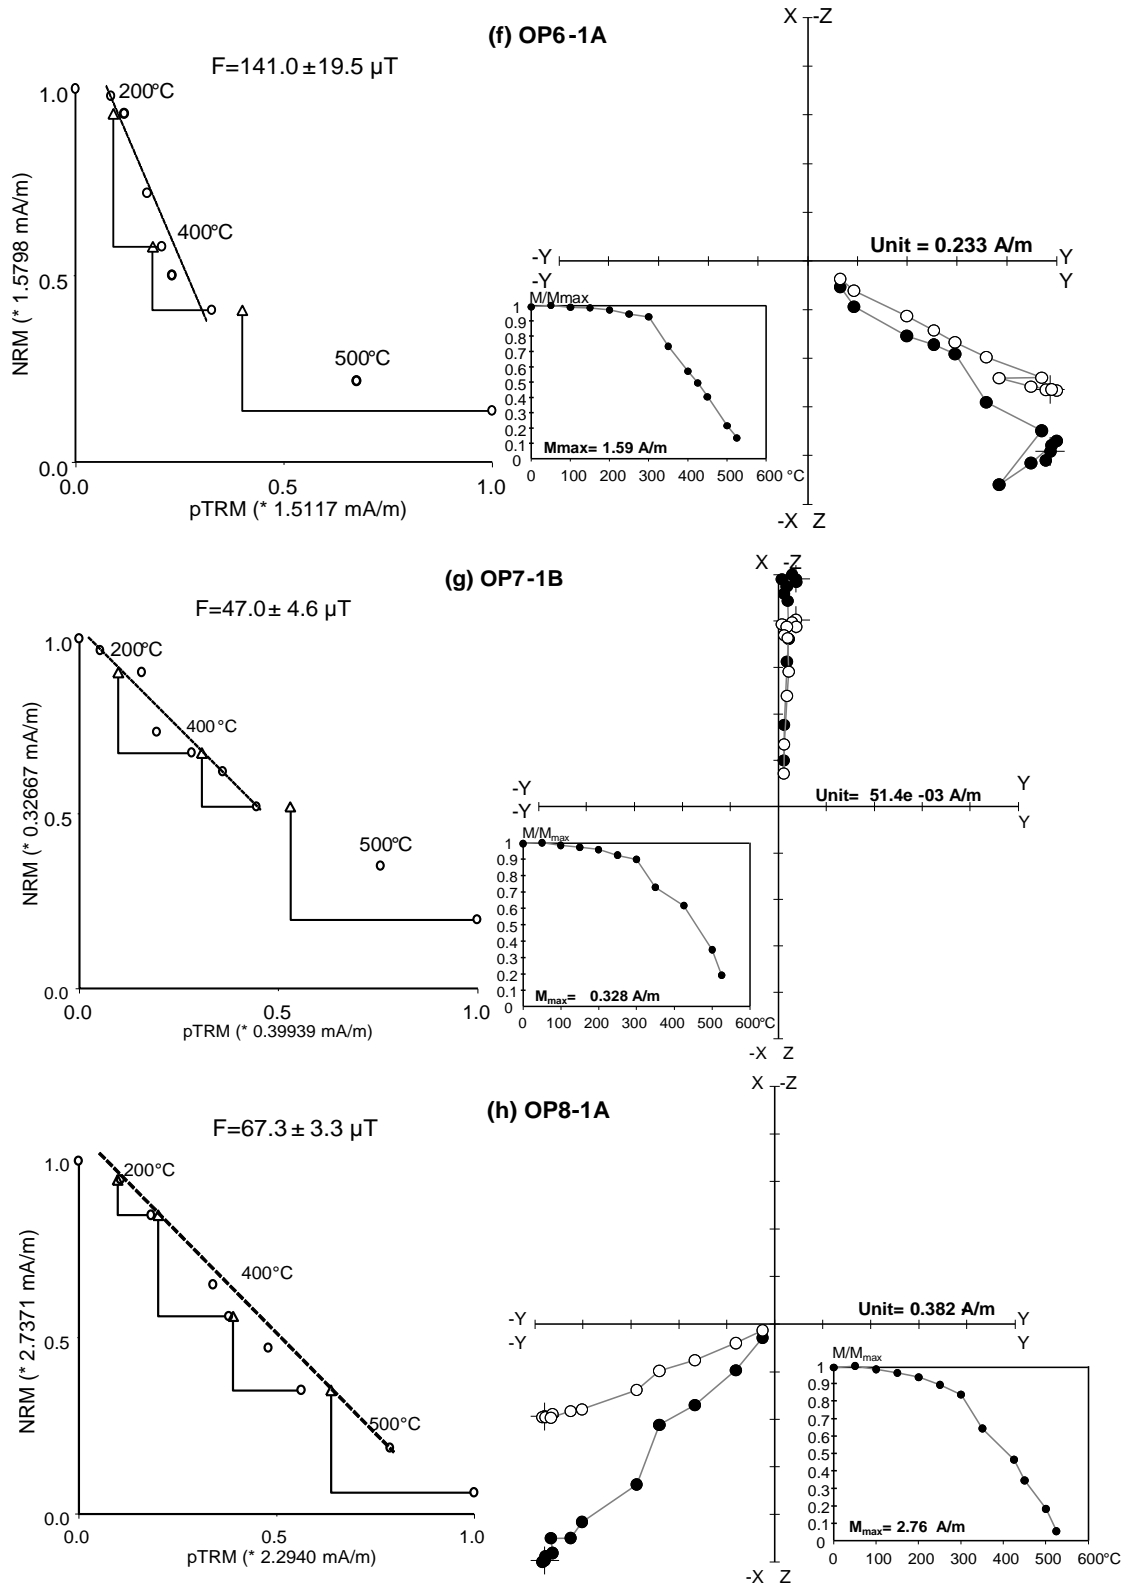 (f) OP6-1A
X -Z
F=141.0 ±19.5 µT
1.0
200°C
400°C
0.5
500°C
0.0
0.0 0.5 1.0
NRM (* 1.5798 mA/m)
pTRM (* 1.5117 mA/m)
-Y
-Y
Unit = 0.233 A/m
Y
Y
M/Mmax
1
0.9
0.8
0.7
0.6
0.5
0.4
0.3
0.2
0.1
0
Mmax= 1.59 A/m
0 100 200 300 400 500 600 °C
-X Z
(g) OP7-1B
X -Z
F=47.0± 4.6 µT
1.0
200°C
400°C
0.5
500°C
0.0
0.0 0.5 1.0
NRM (* 0.32667 mA/m)
pTRM (* 0.39939 mA/m)
-Y
-Y
Unit= 51.4e -03 A/m
Y
Y
M/Mmax
1
0.9
0.8
0.7
0.6
0.5
0.4
0.3
0.2
0.1
0
Mmax= 0.328 A/m
0 100 200 300 400 500 600°C
-X Z
(h) OP8-1A
X -Z
F=67.3 ± 3.3 µT
1.0
200°C
400°C
0.5
500°C
0.0
0.0 0.5 1.0
NRM (* 2.7371 mA/m)
pTRM (* 2.2940 mA/m)
-Y
-Y
Unit= 0.382 A/m
Y
Y
M/Mmax
1
0.9
0.8
0.7
0.6
0.5
0.4
0.3
0.2
0.1
0
Mmax= 2.76 A/m
0 100 200 300 400 500 600°C
-X Z